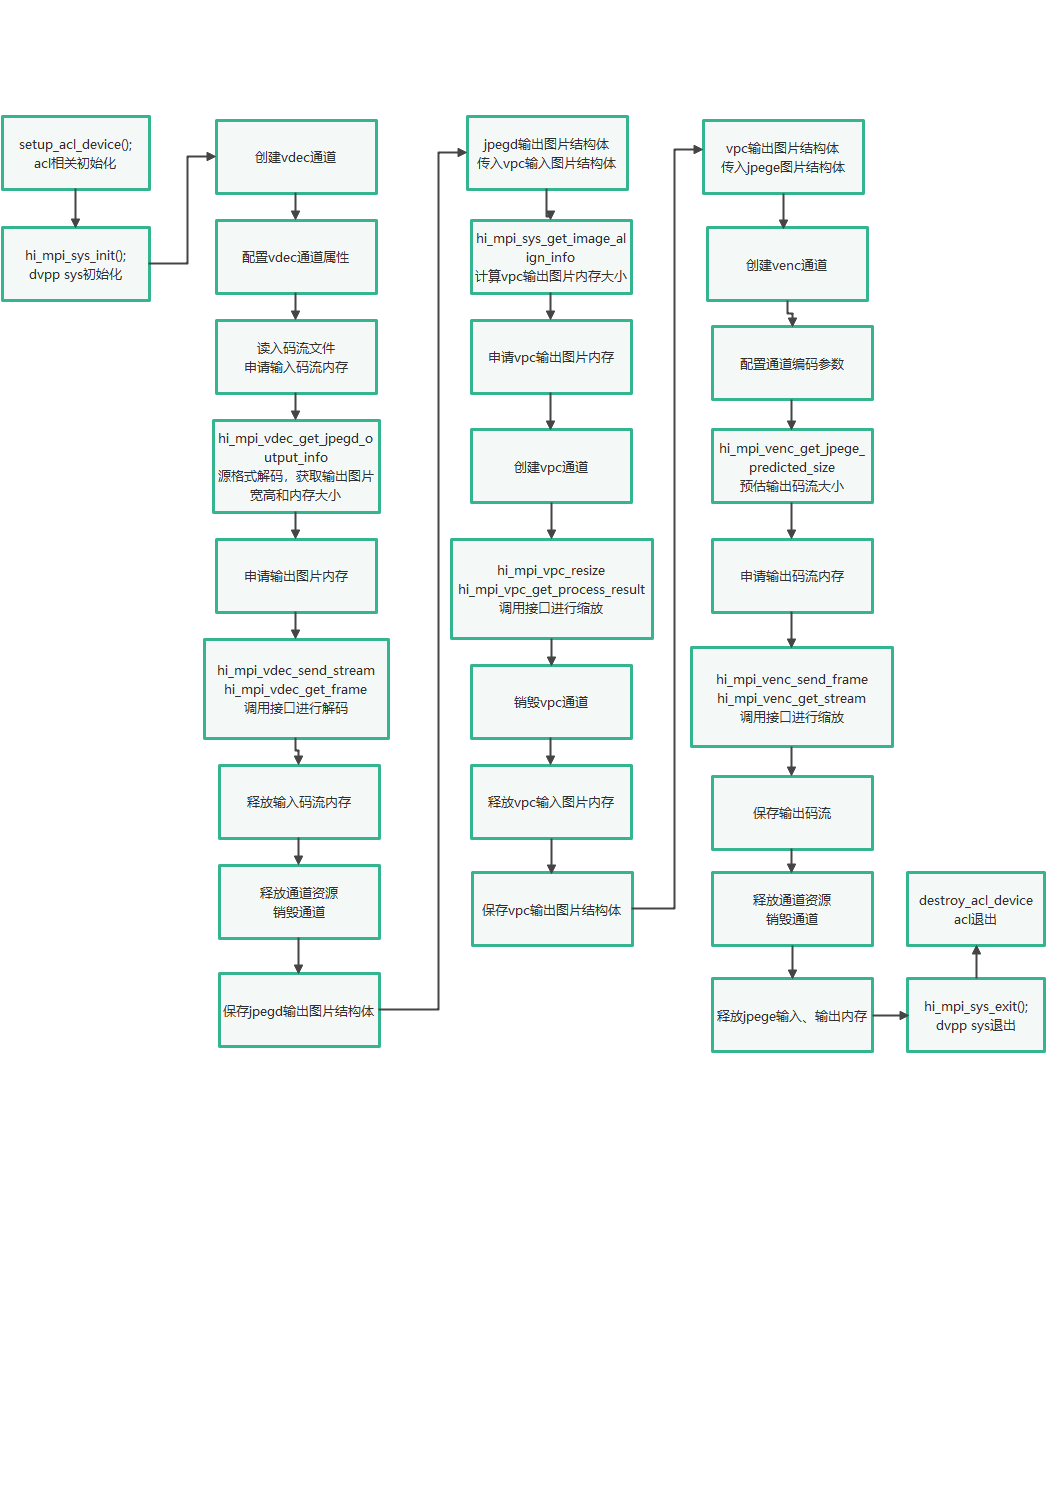 setup_acl_device();
acl相关初始化
hi_mpi_sys_init();
dvpp sys初始化
创建vdec通道
配置vdec通道属性
读入码流文件
申请输入码流内存
hi_mpi_vdec_get_jpegd_o
utput_info
源格式解码，获取输出图片
宽高和内存大小
申请输出图片内存
hi_mpi_vdec_send_stream
hi_mpi_vdec_get_frame
调用接口进行解码
释放输入码流内存
释放通道资源
销毁通道
保存jpegd输出图片结构体
jpegd输出图片结构体
传入vpc输入图片结构体
hi_mpi_sys_get_image_al
ign_info
计算vpc输出图片内存大小
申请vpc输出图片内存
创建vpc通道
hi_mpi_vpc_resize
hi_mpi_vpc_get_process_result
调用接口进行缩放
销毁vpc通道
释放vpc输入图片内存
保存vpc输出图片结构体
vpc输出图片结构体
传入jpege图片结构体
创建venc通道
配置通道编码参数
hi_mpi_venc_get_jpege_
predicted_size
预估输出码流大小
申请输出码流内存
hi_mpi_venc_send_frame
hi_mpi_venc_get_stream
调用接口进行缩放
保存输出码流
释放通道资源
销毁通道
释放jpege输入、输出内存
hi_mpi_sys_exit();
dvpp sys退出
destroy_acl_device
acl退出